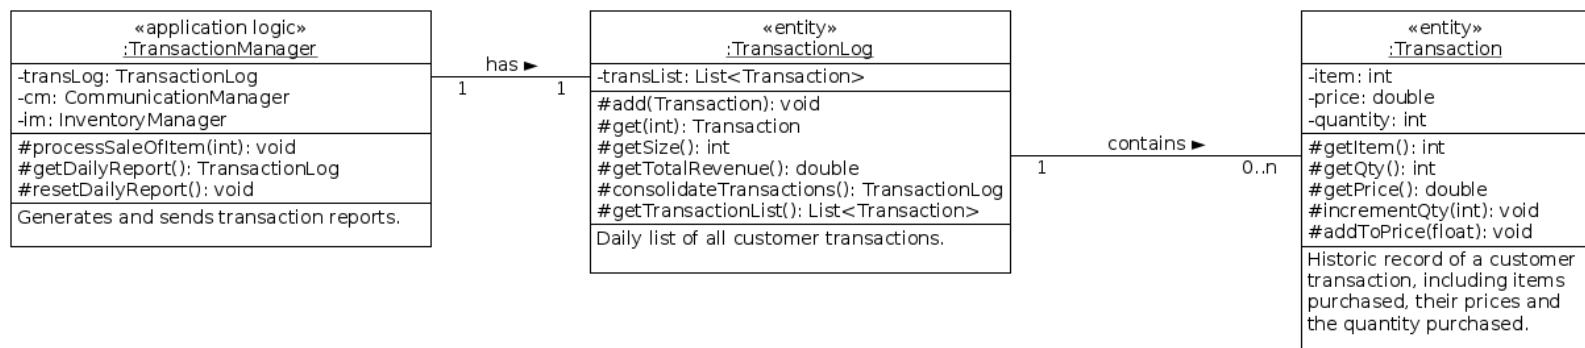 «application logic»
:TransactionManager
-transLog: TransactionLog
-cm: CommunicationManager
-im: InventoryManager
#processSaleOfItem(int): void
#getDailyReport(): TransactionLog
#resetDailyReport(): void
Generates and sends transaction reports.
has ►
1
1
«entity»
:TransactionLog
-transList: List<Transaction>
#add(Transaction): void
#get(int): Transaction
#getSize(): int
#getTotalRevenue(): double
#consolidateTransactions(): TransactionLog
#getTransactionList(): List<Transaction>
Daily list of all customer transactions.
contains ►
1
0..n
«entity»
:Transaction
-item: int
-price: double
-quantity: int
#getItem(): int
#getQty(): int
#getPrice(): double
#incrementQty(int): void
#addToPrice(float): void
Historic record of a customer
transaction, including items
purchased, their prices and
the quantity purchased.